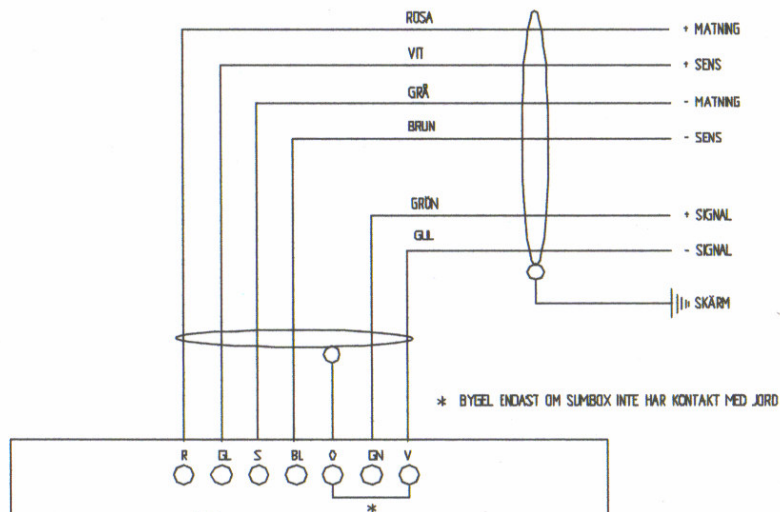 ROSA
+ MATNING
VIT
+ SENS
GRÅ
- MATNING
BRUN
- SENS
GRÖN
+ SIGNAL
GUL
- SIGNAL
SKÄRM
* BYGEL ENDAST OM SUMBOX INTE HAR KONTAKT MED JORD
R GL S BL O GN V
*